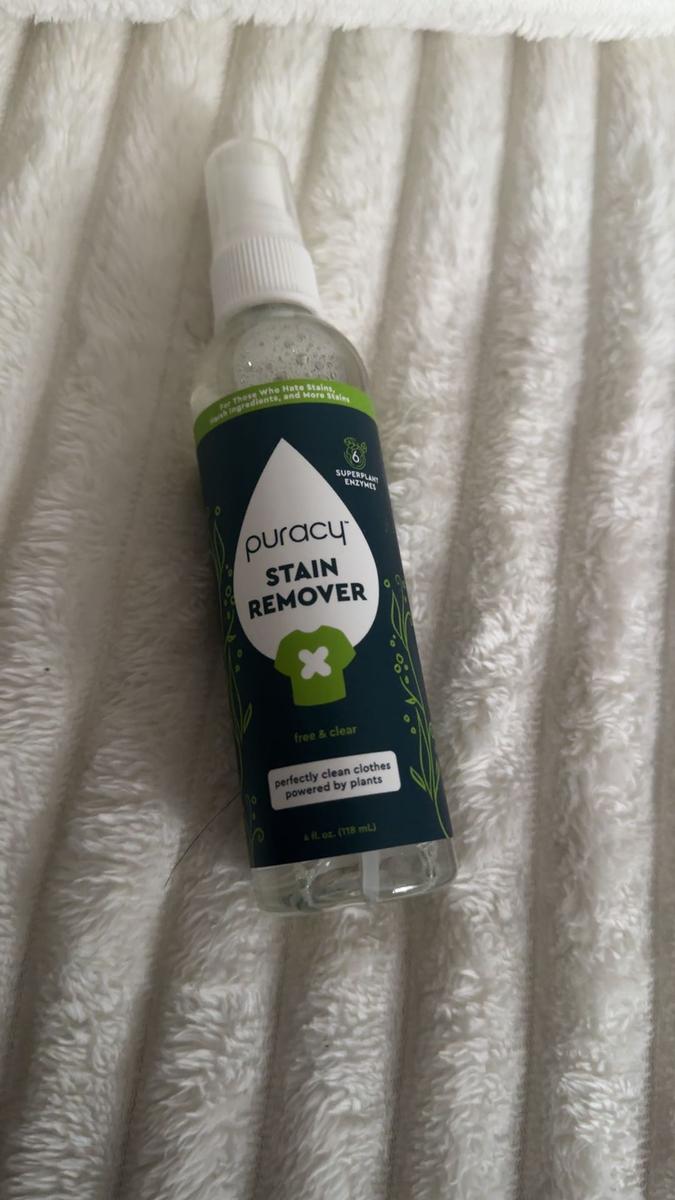 For Those Who Hate Stains,
Harsh Ingredients, and More Stains
6
SUPERPLANT
ENZYMES
puracy™
STAIN
REMOVER
free & clear
perfectly clean clothes
powered by plants
4 fl. oz. (118 mL)